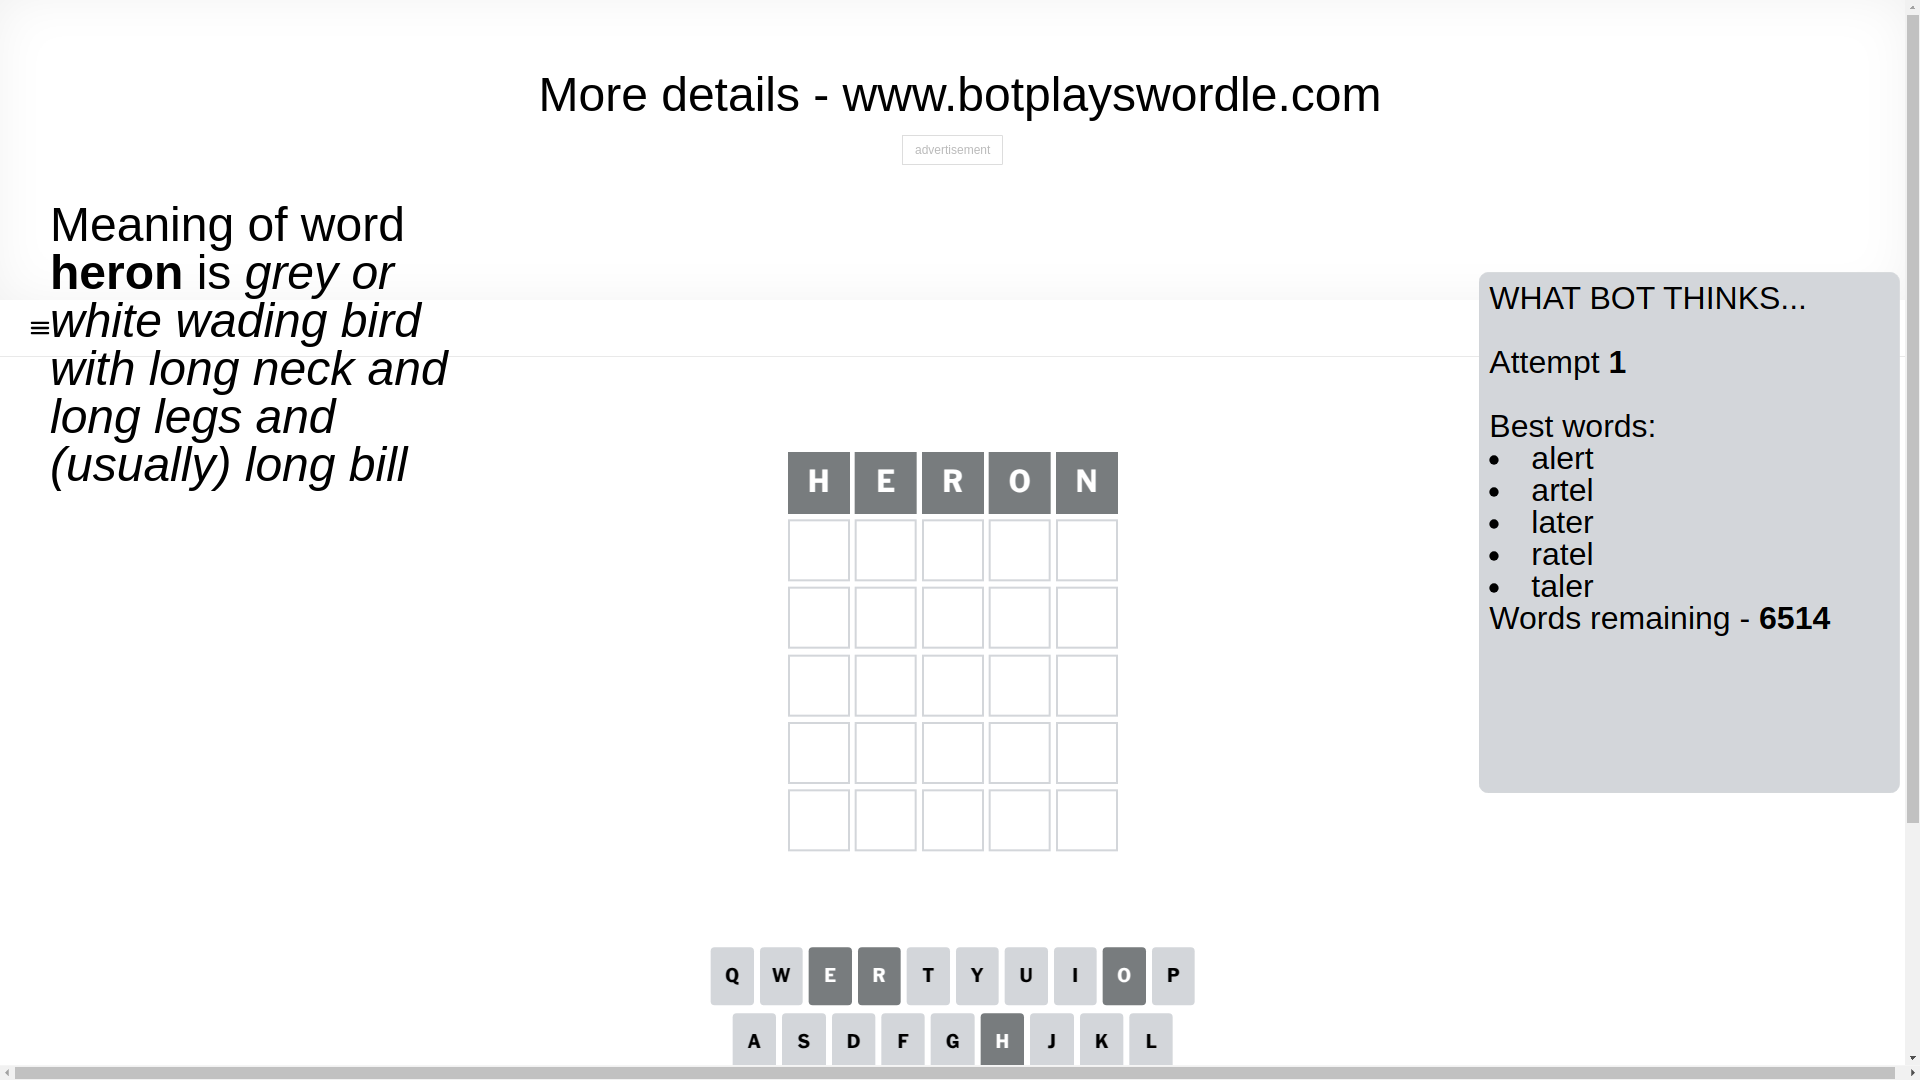 More details - www.botplayswordle.com
advertisement
Meaning of word
heron is grey or
white wading bird
with long neck and
long legs and
(usually) long bill
WHAT BOT THINKS...
Attempt 1
Best words:
• alert
• artel
• later
• ratel
• taler
Words remaining - 6514
H E R O N
Q W E R T Y U I O P
A S D F G H J K L